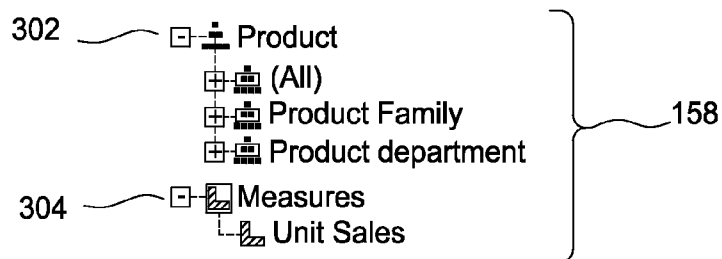 302 Product
(All)
Product Family
Product department
158
304 Measures
Unit Sales